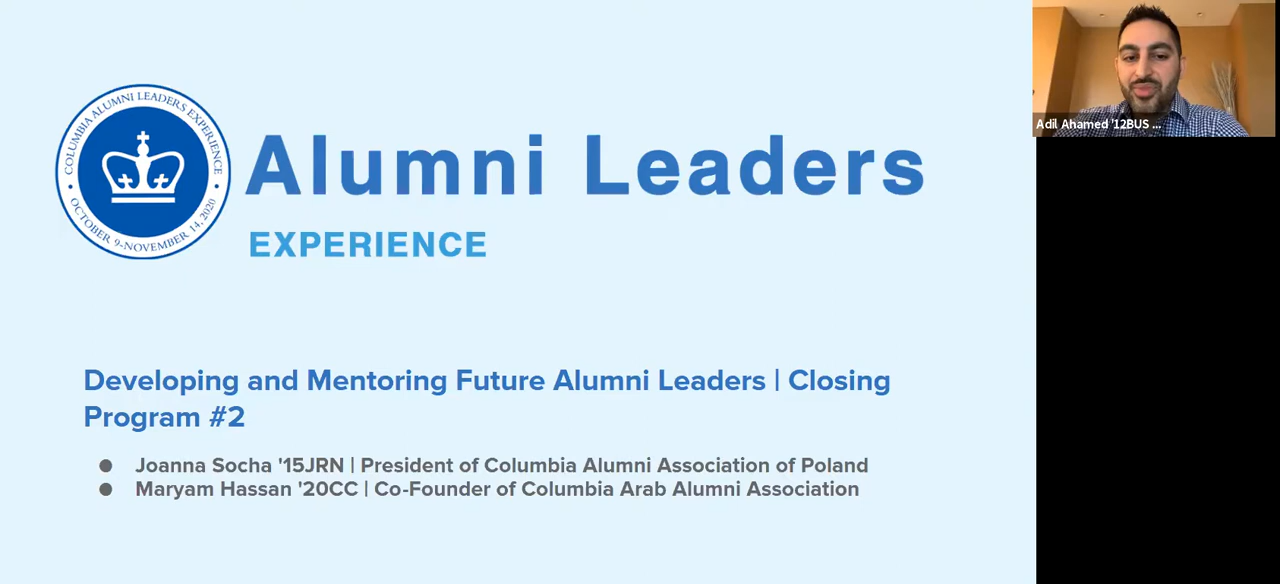 COLUMBIA ALUMNI LEADERS EXPERIENCE
• OCTOBER 9-NOVEMBER 14, 2020 •
Alumni Leaders
EXPERIENCE
Adil Ahamed '12BUS ...
Developing and Mentoring Future Alumni Leaders | Closing
Program #2
● Joanna Socha '15JRN | President of Columbia Alumni Association of Poland
● Maryam Hassan '20CC | Co-Founder of Columbia Arab Alumni Association